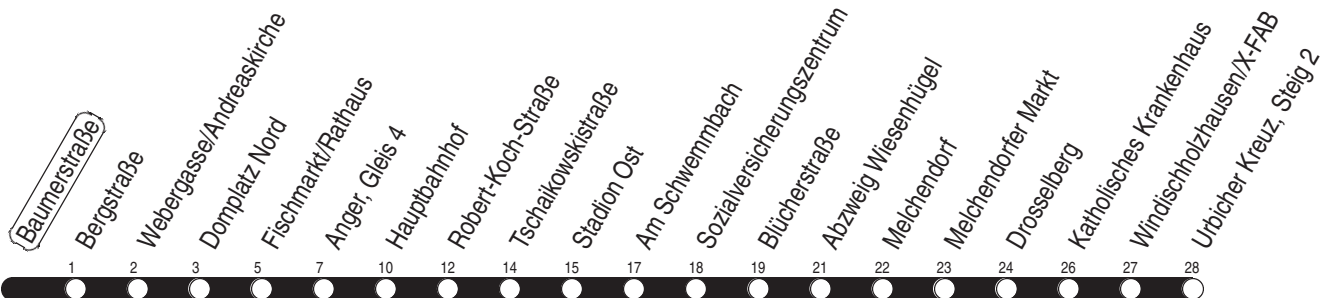 Baumerstraße
Bergstraße
Webergasse/Andreaskirche
Domplatz Nord
Fischmarkt/Rathaus
Anger, Gleis 4
Hauptbahnhof
Robert-Koch-Straße
Tschaikowskistraße
Stadion Ost
Am Schwemmbach
Sozialversicherungszentrum
Blücherstraße
Abzweig Wiesenhügel
Melchendorf
Melchendorfer Markt
Drosselberg
Katholisches Krankenhaus
Windischholzhausen/X-FAB
Urbicher Kreuz, Steig 2
1 2 3 5 7 10 12 14 15 17 18 19 21 22 23 24 26 27 28